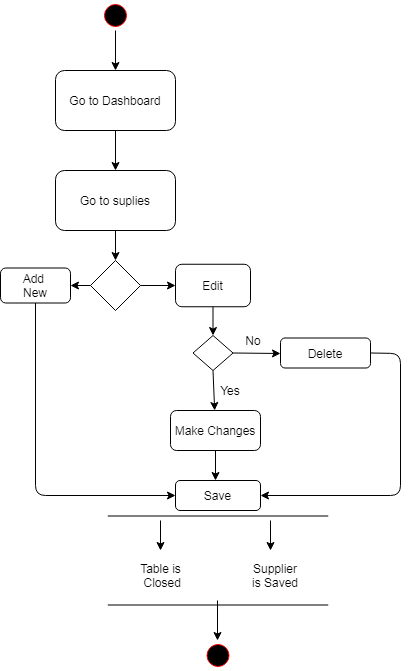 Go to Dashboard
Go to suplies
Add
New
Edit
No
Delete
Yes
Make Changes
Save
Table is
Closed
Supplier
is Saved